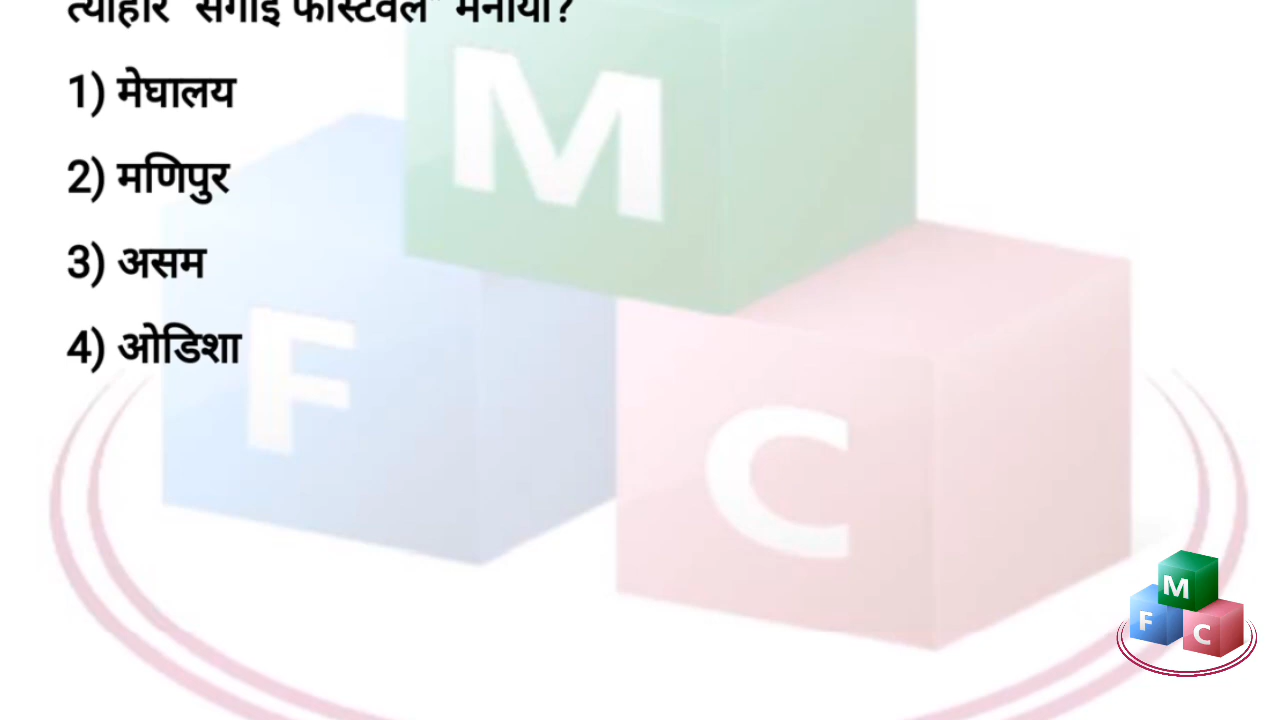 त्योहार "संगाई फेस्टिवल" मनाया?
1) मेघालय
2) मणिपुर
3) असम
4) ओडिशा
M
F
C
M
F
C